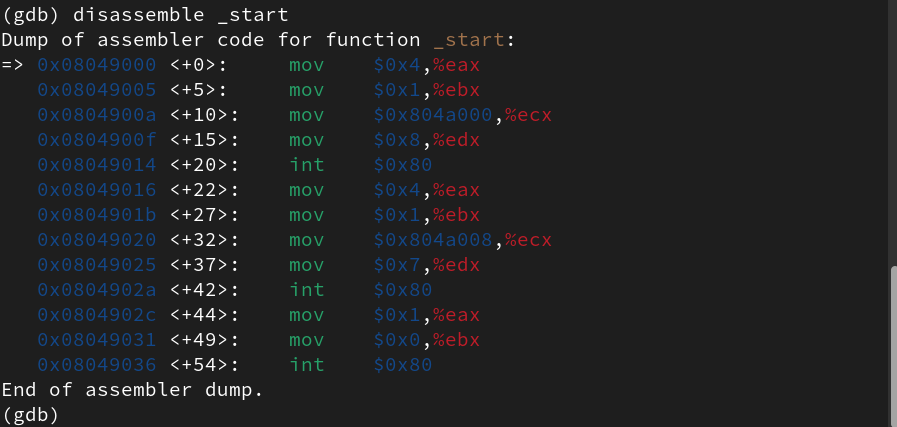 (gdb) disassemble _start
Dump of assembler code for function _start:
=> 0x08049000 <+0>:     mov    $0x4,%eax
   0x08049005 <+5>:     mov    $0x1,%ebx
   0x0804900a <+10>:    mov    $0x804a000,%ecx
   0x0804900f <+15>:    mov    $0x8,%edx
   0x08049014 <+20>:    int    $0x80
   0x08049016 <+22>:    mov    $0x4,%eax
   0x0804901b <+27>:    mov    $0x1,%ebx
   0x08049020 <+32>:    mov    $0x804a008,%ecx
   0x08049025 <+37>:    mov    $0x7,%edx
   0x0804902a <+42>:    int    $0x80
   0x0804902c <+44>:    mov    $0x1,%eax
   0x08049031 <+49>:    mov    $0x0,%ebx
   0x08049036 <+54>:    int    $0x80
End of assembler dump.
(gdb)